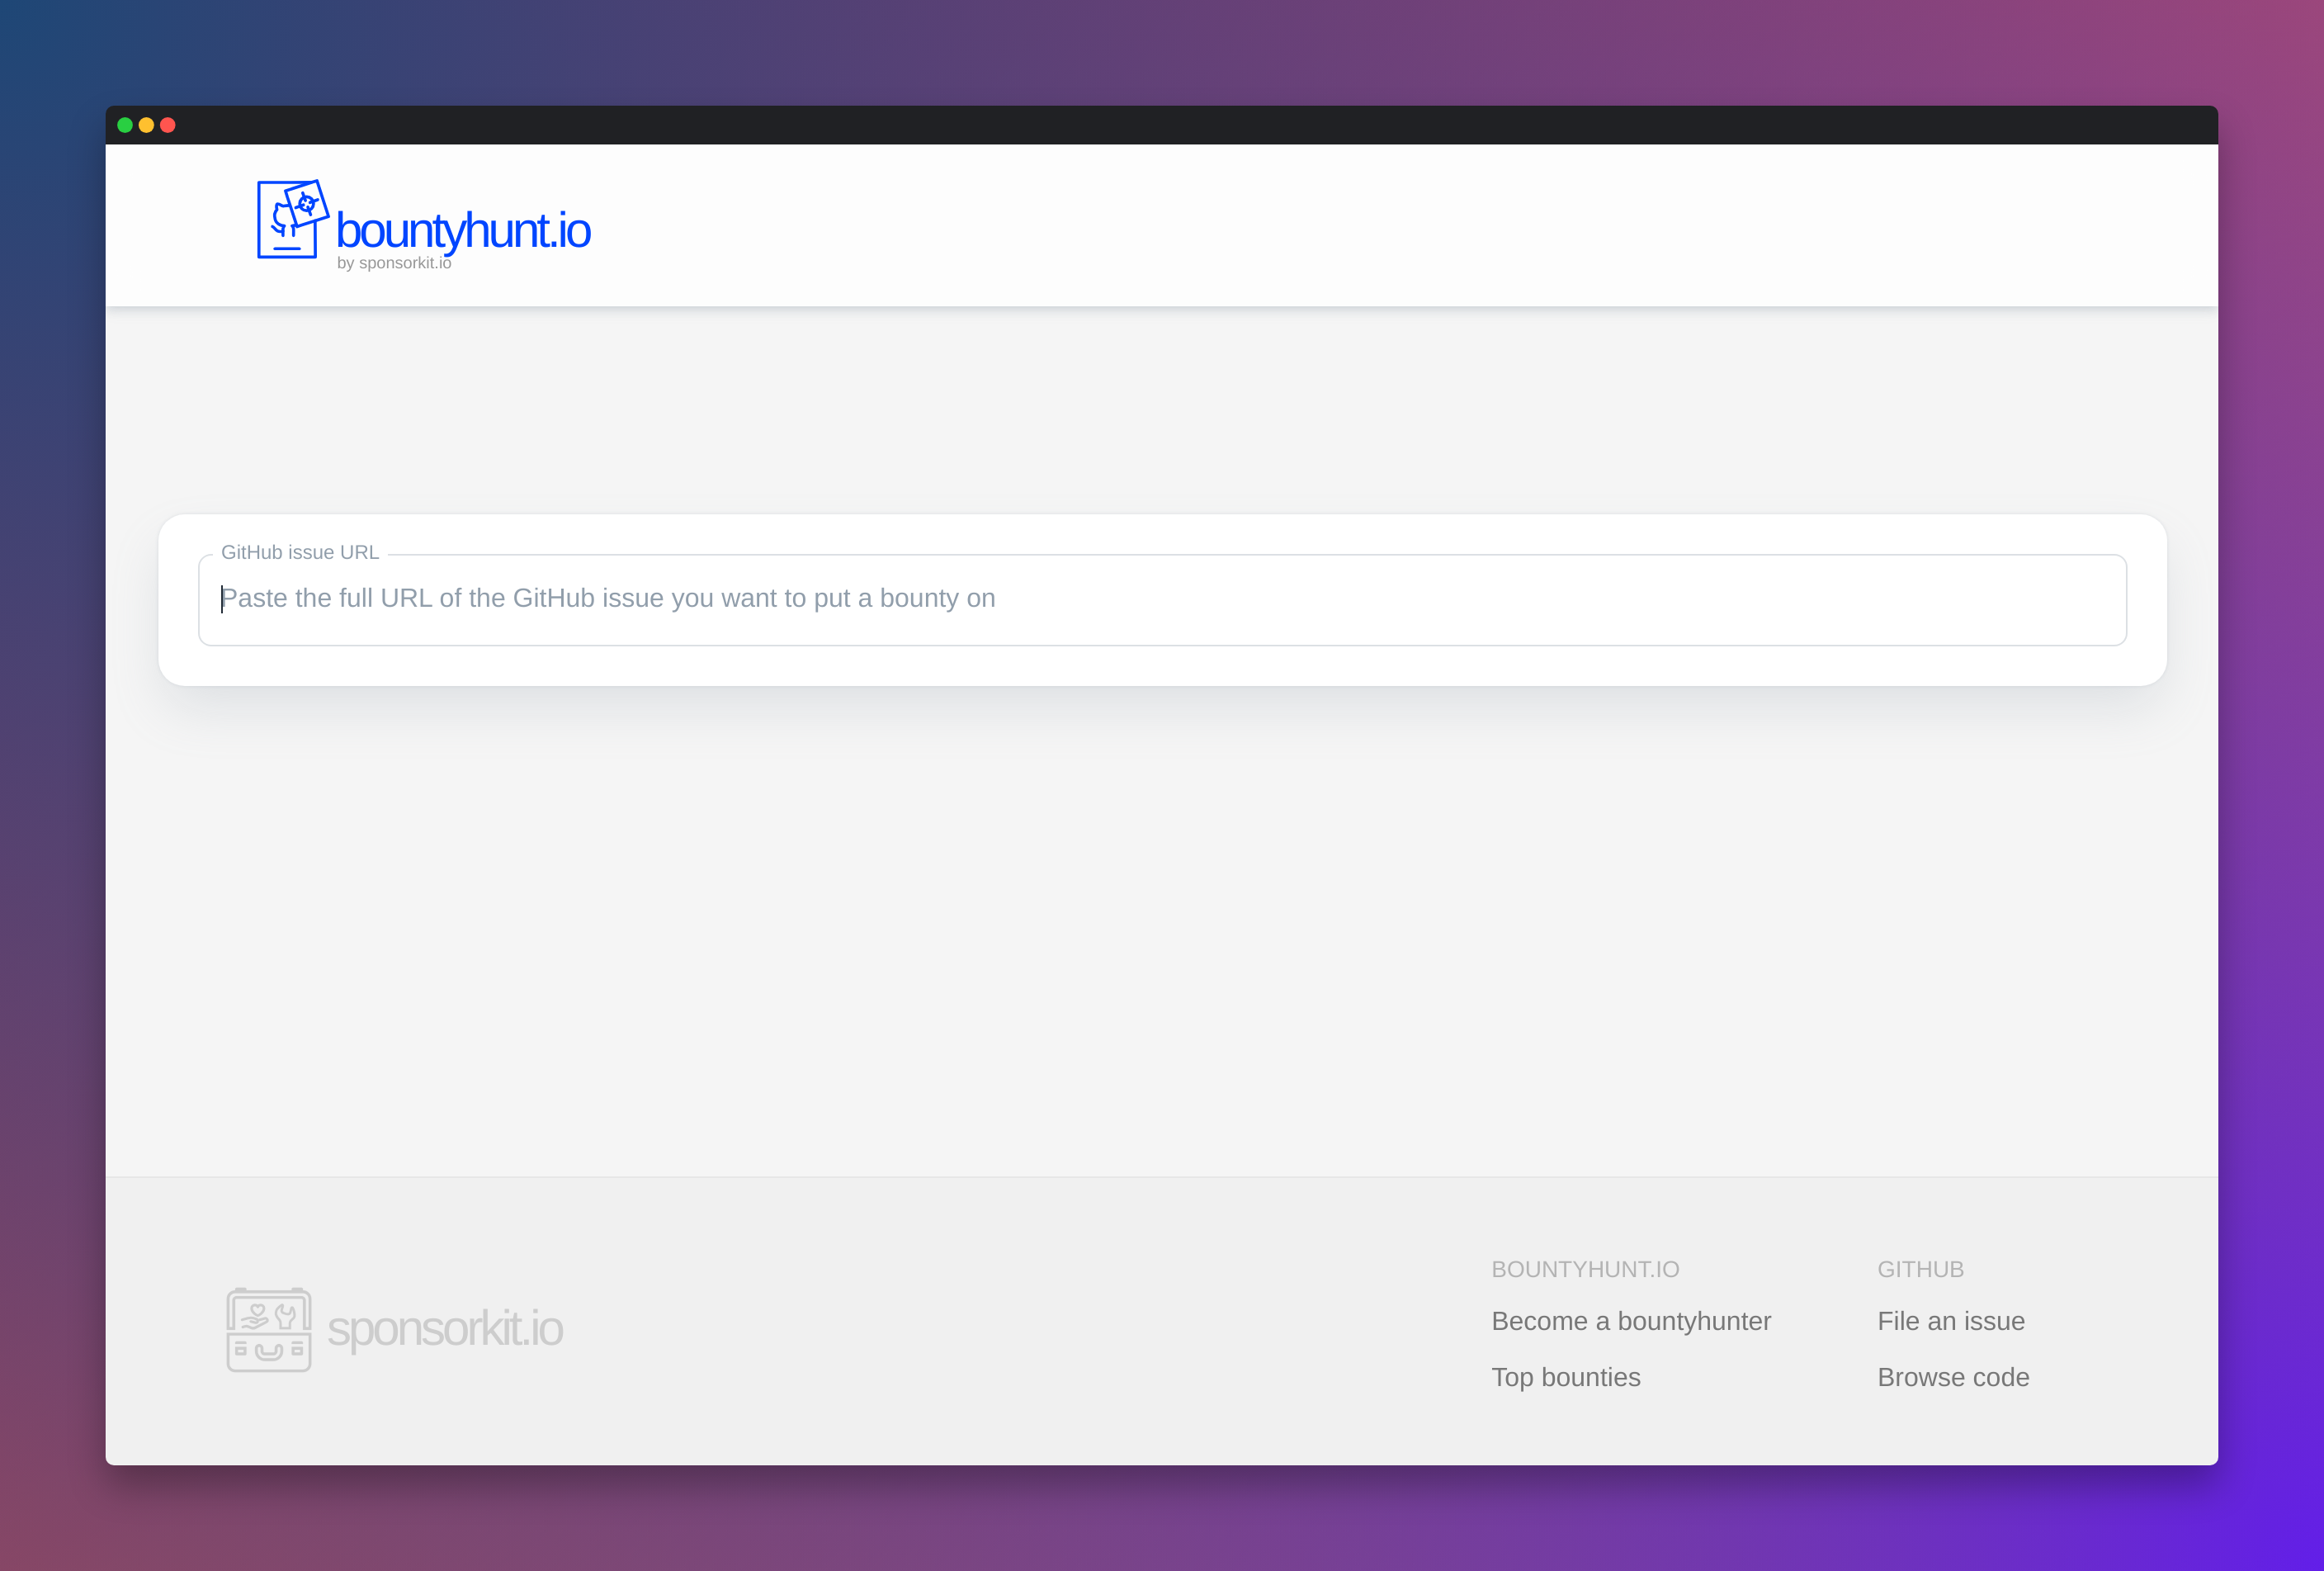 bountyhunt.io
by sponsorkit.io
GitHub issue URL
Paste the full URL of the GitHub issue you want to put a bounty on
sponsorkit.io
BOUNTYHUNT.IO
Become a bountyhunter
Top bounties
GITHUB
File an issue
Browse code